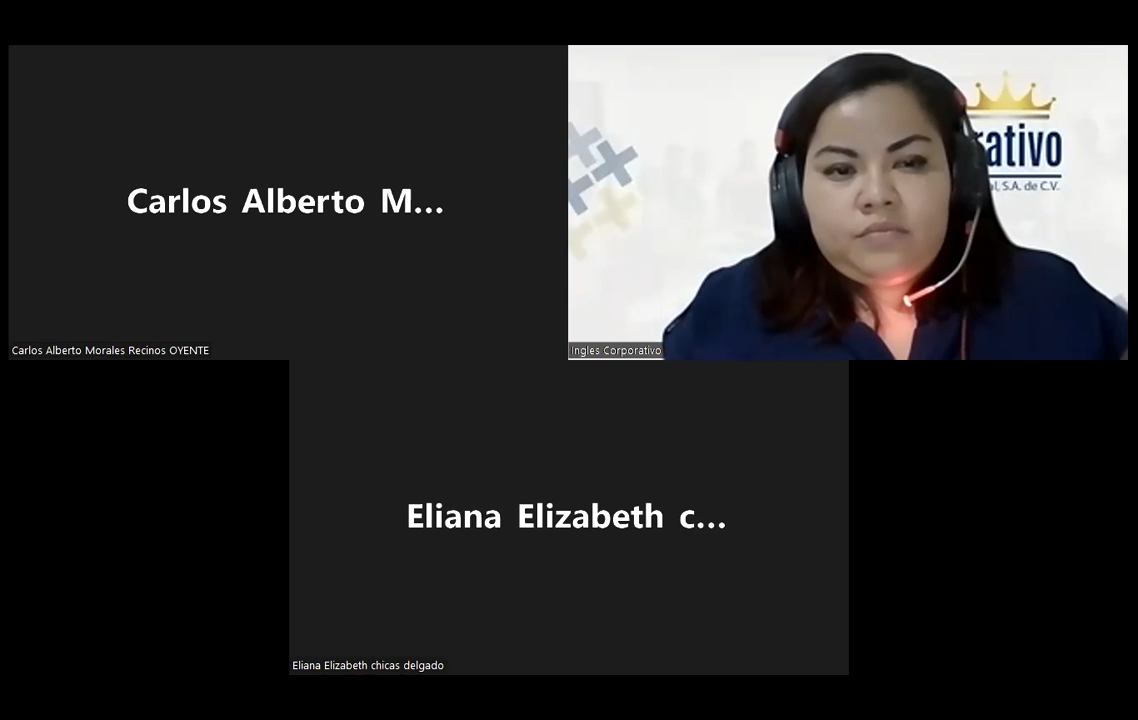 Carlos Alberto M...
rativo
l, S.A. de C.V.
Carlos Alberto Morales Recinos OYENTE
Ingles Corporativo
Eliana Elizabeth c...
Eliana Elizabeth chicas delgado